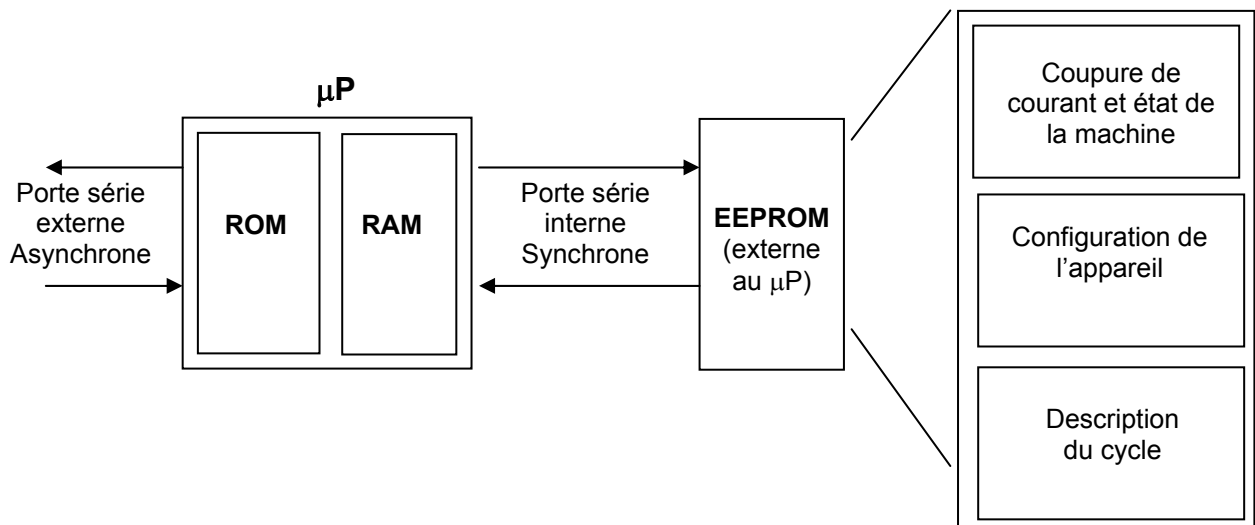 μP
Porte série
externe
Asynchrone
ROM
RAM
Porte série
interne
Synchrone
EEPROM
(externe
au μP)
Coupure de
courant et état de
la machine
Configuration de
l’appareil
Description
du cycle